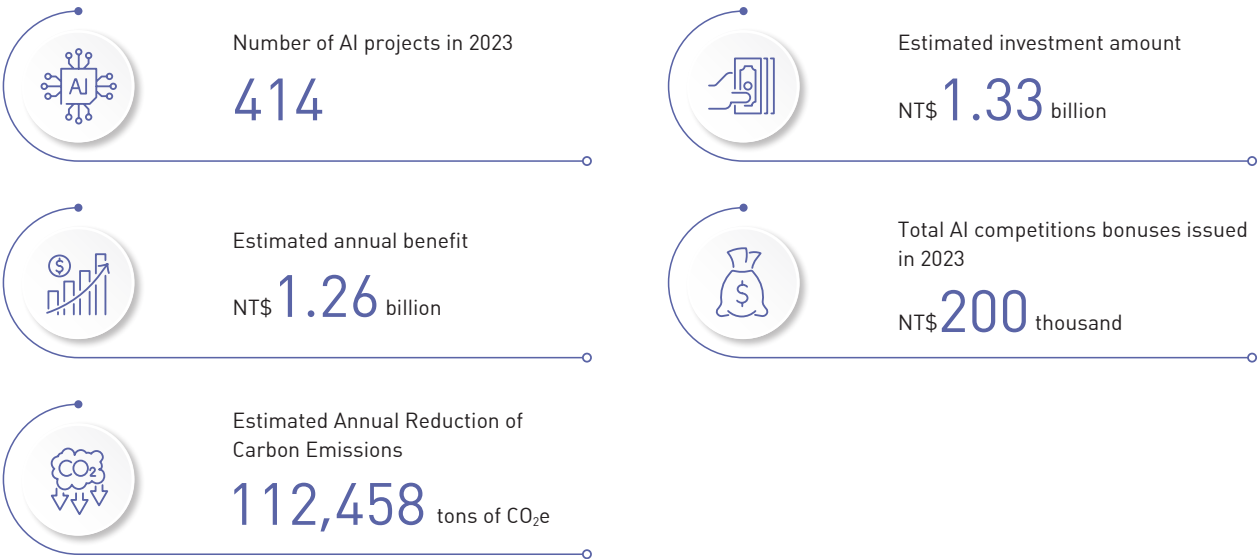 AI
Number of AI projects in 2023
414
Estimated investment amount
NT$ 1.33 billion
$
Estimated annual benefit
NT$ 1.26 billion
$
Total AI competitions bonuses issued
in 2023
NT$ 200 thousand
CO2
Estimated Annual Reduction of
Carbon Emissions
112,458 tons of CO₂e